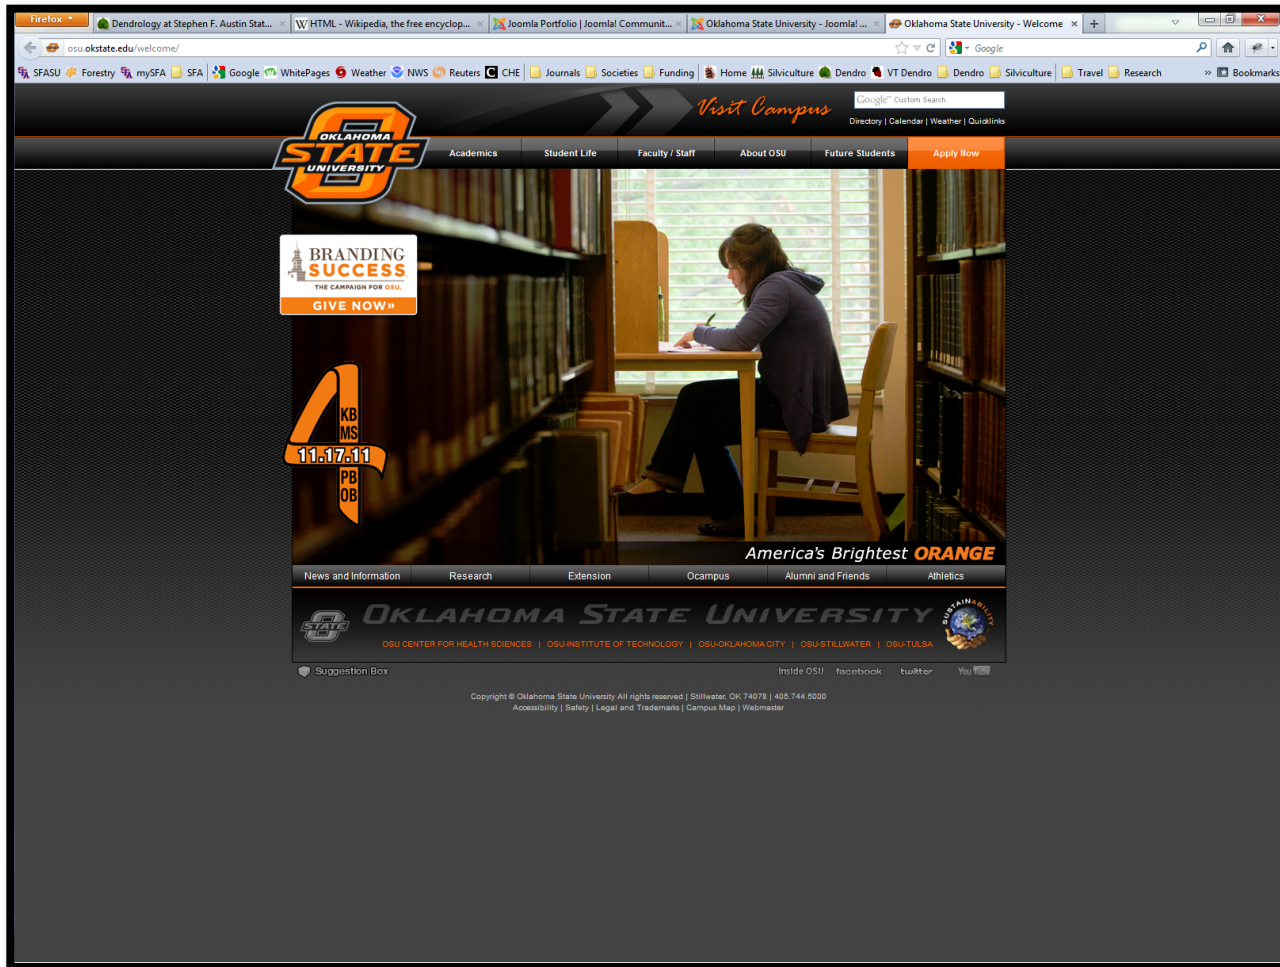 Firefox
Dendrology at Stephen F. Austin Stat...
HTML - Wikipedia, the free encyclop...
Joomla Portfolio | Joomla! Communit...
Oklahoma State University - Joomla! ...
Oklahoma State University - Welcome
osu.okstate.edu/welcome/
Google
SFASU Forestry mySFA SFA Google WhitePages Weather NWS Reuters CHE Journals Societies Funding Home Silviculture Dendro VT Dendro Dendro Silviculture Travel Research » Bookmarks
Visit Campus
Google™ Custom Search
Directory | Calendar | Weather | Quicklinks
OKLAHOMA
STATE
UNIVERSITY
Academics Student Life Faculty / Staff About OSU Future Students Apply Now
BRANDING
SUCCESS
THE CAMPAIGN FOR OSU.
GIVE NOW»
4
KB
MS
11.17.11
PB
OB
America's Brightest ORANGE
News and Information Research Extension Ocampus Alumni and Friends Athletics
STATE
OKLAHOMA STATE UNIVERSITY
SUSTAINABILITY
OSU CENTER FOR HEALTH SCIENCES | OSU-INSTITUTE OF TECHNOLOGY | OSU-OKLAHOMA CITY | OSU-STILLWATER | OSU-TULSA
Suggestion Box
Inside OSU facebook twitter You Tube
Copyright © Oklahoma State University All rights reserved | Stillwater, OK 74078 | 405.744.5000
Accessibility | Safety | Legal and Trademarks | Campus Map | Webmaster